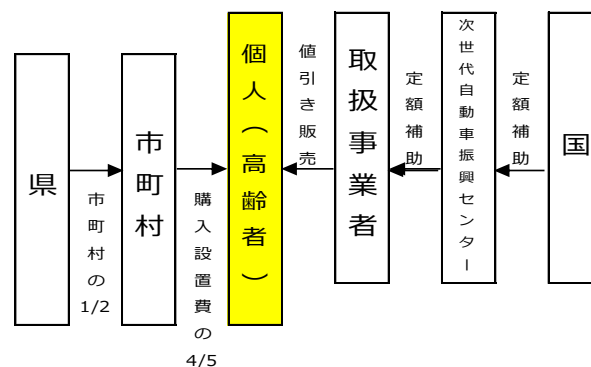 県
市町村の1/2
市町村
購入設置費の4/5
個人（高齢者）
値引き販売
取扱事業者
定額補助
次世代自動車振興センター
定額補助
国